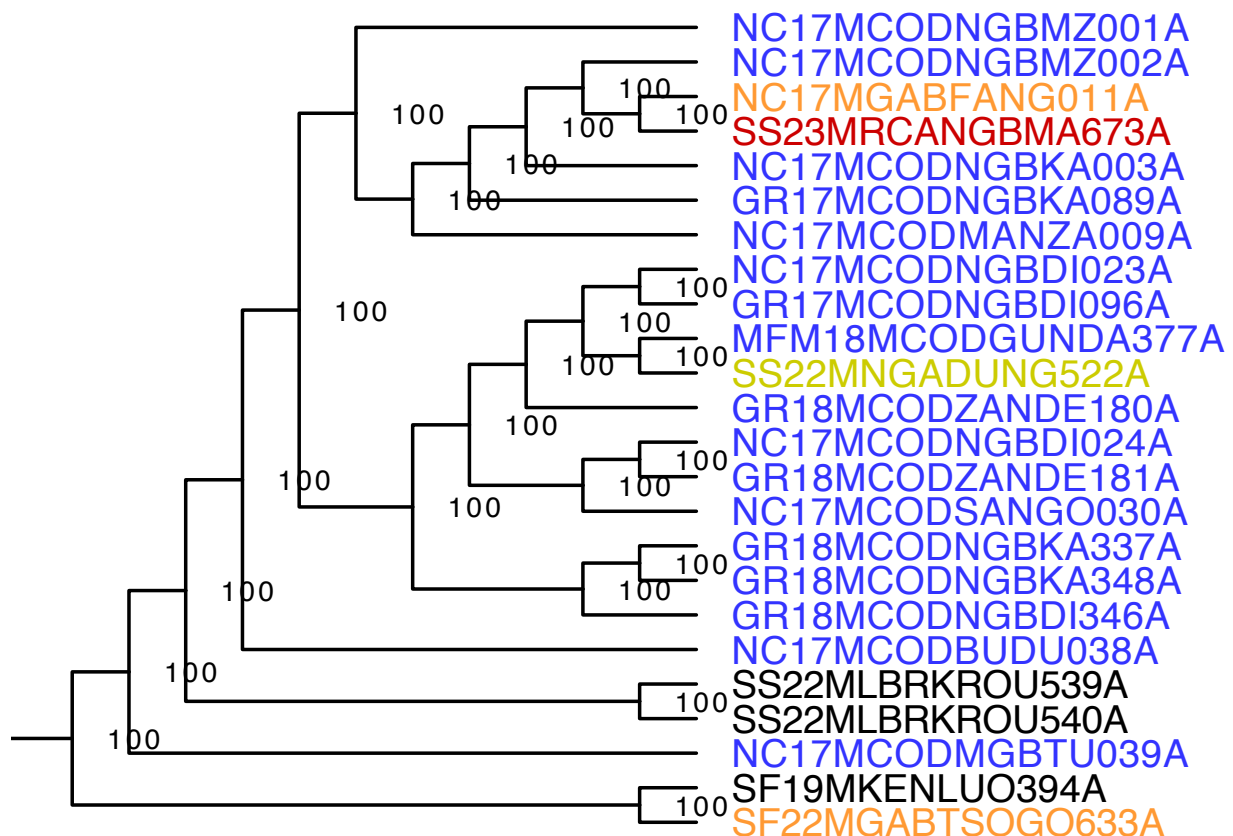 NC17MCODNGBMZ001A
NC17MCODNGBMZ002A
100
NC17MGABFANG011A
100
100
100
SS23MRCANGBMA673A
100
NC17MCODNGBKA003A
100
GR17MCODNGBKA089A
NC17MCODMANZA009A
NC17MCODNGBDI023A
100
GR17MCODNGBDI096A
100
100
MFM18MCODGUNDA377A
100
100
SS22MNGADUNG522A
GR18MCODZANDE180A
100
NC17MCODNGBDI024A
100
GR18MCODZANDE181A
100
100
NC17MCODSANGO030A
100
GR18MCODNGBKA337A
100
GR18MCODNGBKA348A
100
100
GR18MCODNGBDI346A
NC17MCODBUDU038A
100
SS22MLBRKROU539A
100
SS22MLBRKROU540A
100
NC17MCODMGBTU039A
SF19MKENLUO394A
100
SF22MGABTSOGO633A